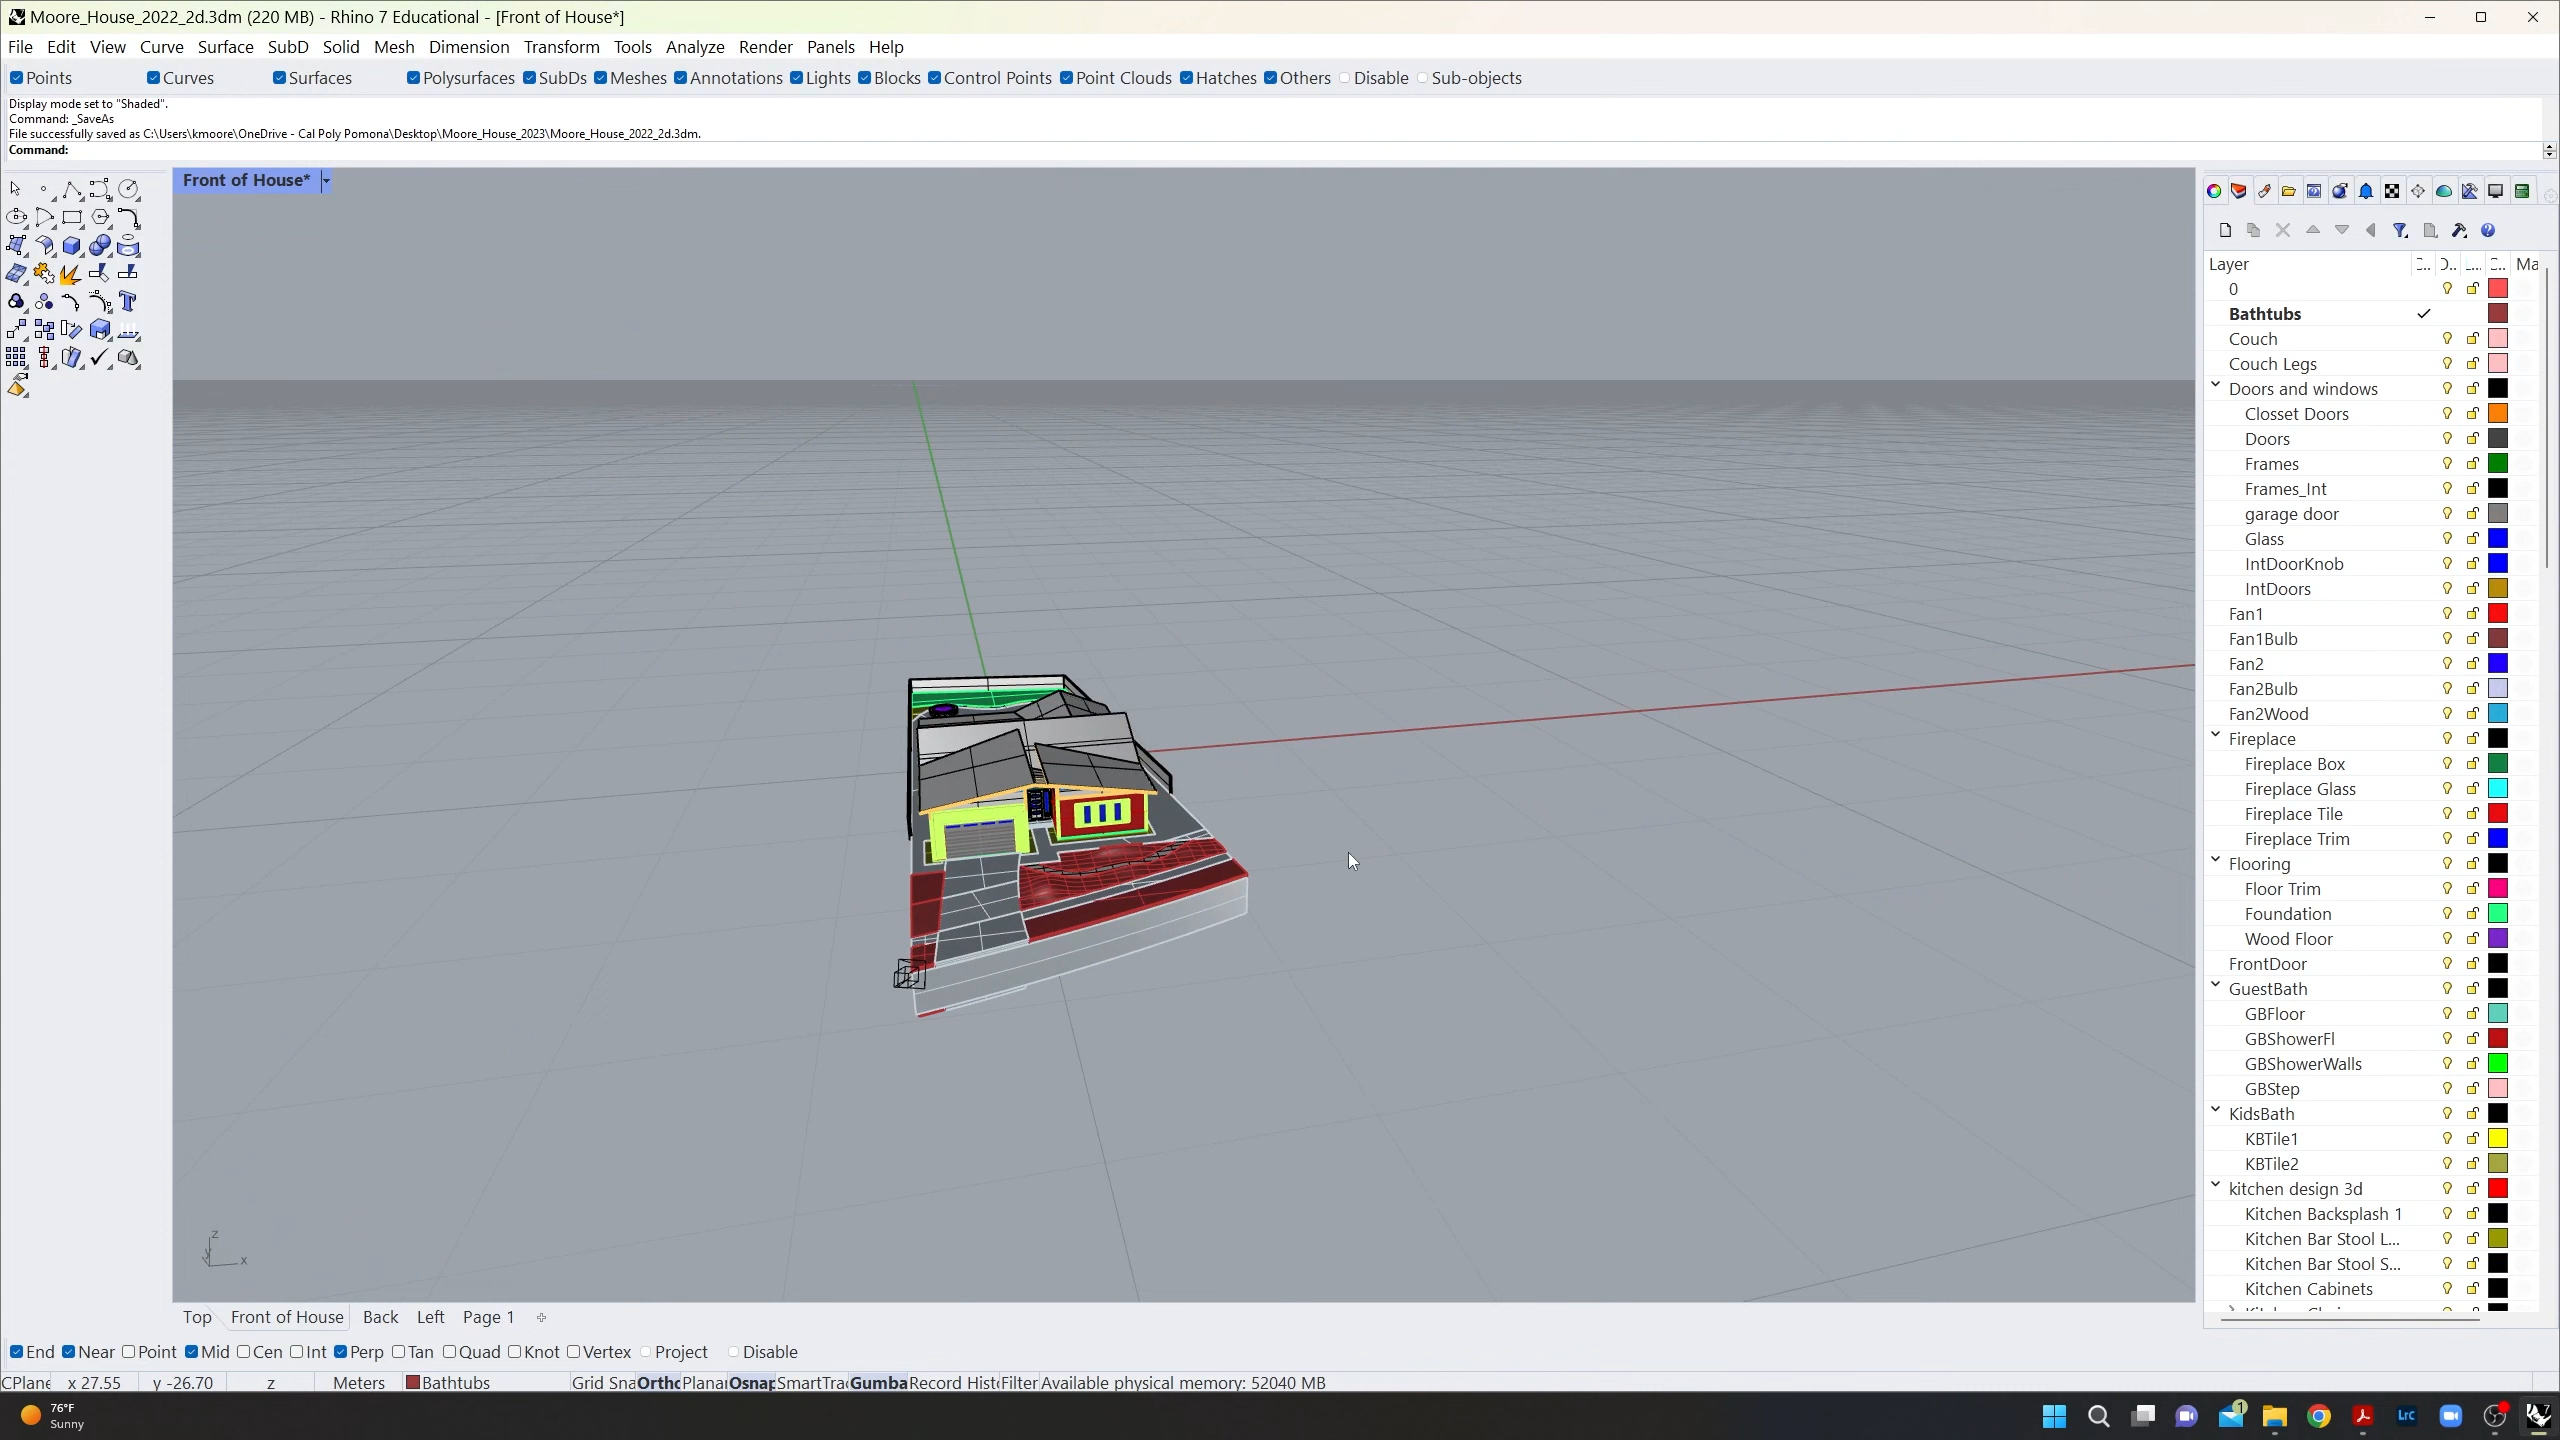 Moore_House_2022_2d.3dm (220 MB) - Rhino 7 Educational - [Front of House*]
File Edit View Curve Surface SubD Solid Mesh Dimension Transform Tools Analyze Render Panels Help
Points Curves Surfaces Polysurfaces SubDs Meshes Annotations Lights Blocks Control Points Point Clouds Hatches Others Disable Sub-objects
Display mode set to "Shaded".
Command: _SaveAs
File successfully saved as C:\Users\kmoore\OneDrive - Cal Poly Pomona\Desktop\Moore_House_2023\Moore_House_2022_2d.3dm.
Command:
Front of House*
Layer Ma
0
Bathtubs
Couch
Couch Legs
Doors and windows
Closset Doors
Doors
Frames
Frames_Int
garage door
Glass
IntDoorKnob
IntDoors
Fan1
Fan1Bulb
Fan2
Fan2Bulb
Fan2Wood
Fireplace
Fireplace Box
Fireplace Glass
Fireplace Tile
Fireplace Trim
Flooring
Floor Trim
Foundation
Wood Floor
FrontDoor
GuestBath
GBFloor
GBShowerFl
GBShowerWalls
GBStep
KidsBath
KBTile1
KBTile2
kitchen design 3d
Kitchen Backsplash 1
Kitchen Bar Stool L...
Kitchen Bar Stool S...
Kitchen Cabinets
z
y
x
Top Front of House Back Left Page 1
End Near Point Mid Cen Int Perp Tan Quad Knot Vertex Project Disable
CPlane x 27.55 y -26.70 z Meters Bathtubs Grid Sna Ortho Planar Osnap SmartTra Gumba Record Histo Filter Available physical memory: 52040 MB
76°F
Sunny
1
LrC